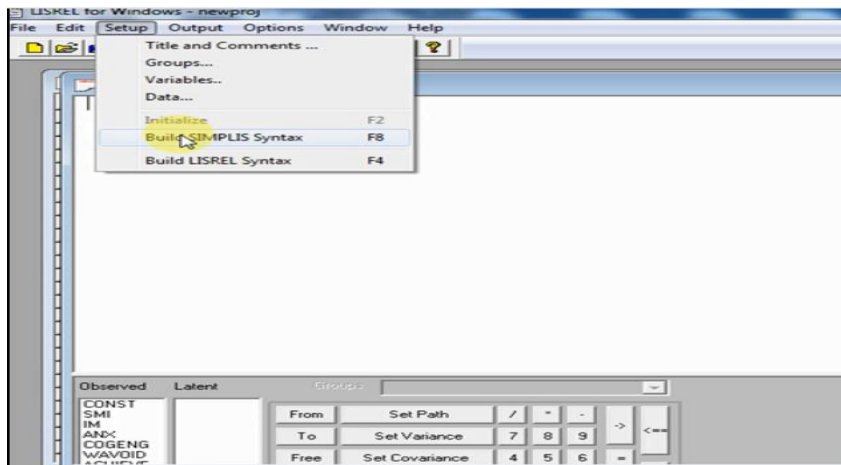 LISREL for Windows - newproj
File Edit Setup Output Options Window Help
Title and Comments ...
Groups...
Variables..
Data...
Initialize F2
Build SIMPLIS Syntax F8
Build LISREL Syntax F4
Observed Latent Groups
CONST
SMI
IM
ANX
COGENG
WAVOID
ACHIEVE
From Set Path / * -
To Set Variance 7 8 9 -> <==
Free Set Covariance 4 5 6 =